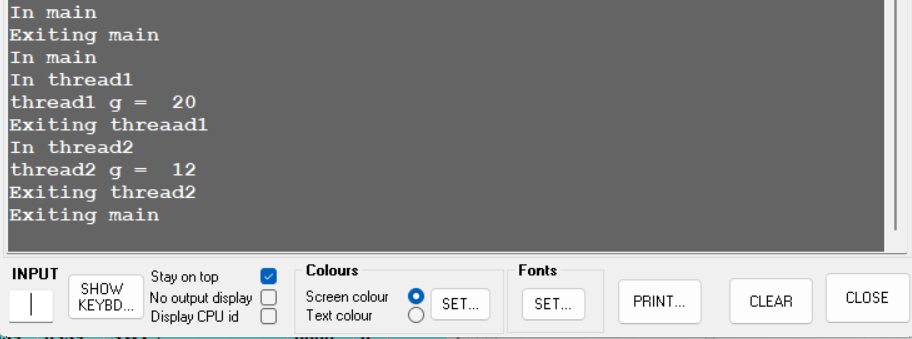 In main
Exiting main
In main
In thread1
thread1 g =  20
Exiting threaad1
In thread2
thread2 g =  12
Exiting thread2
Exiting main
INPUT
SHOW
KEYBD...
Stay on top
No output display
Display CPU id
Colours
Screen colour
Text colour
SET...
Fonts
SET...
PRINT...
CLEAR
CLOSE